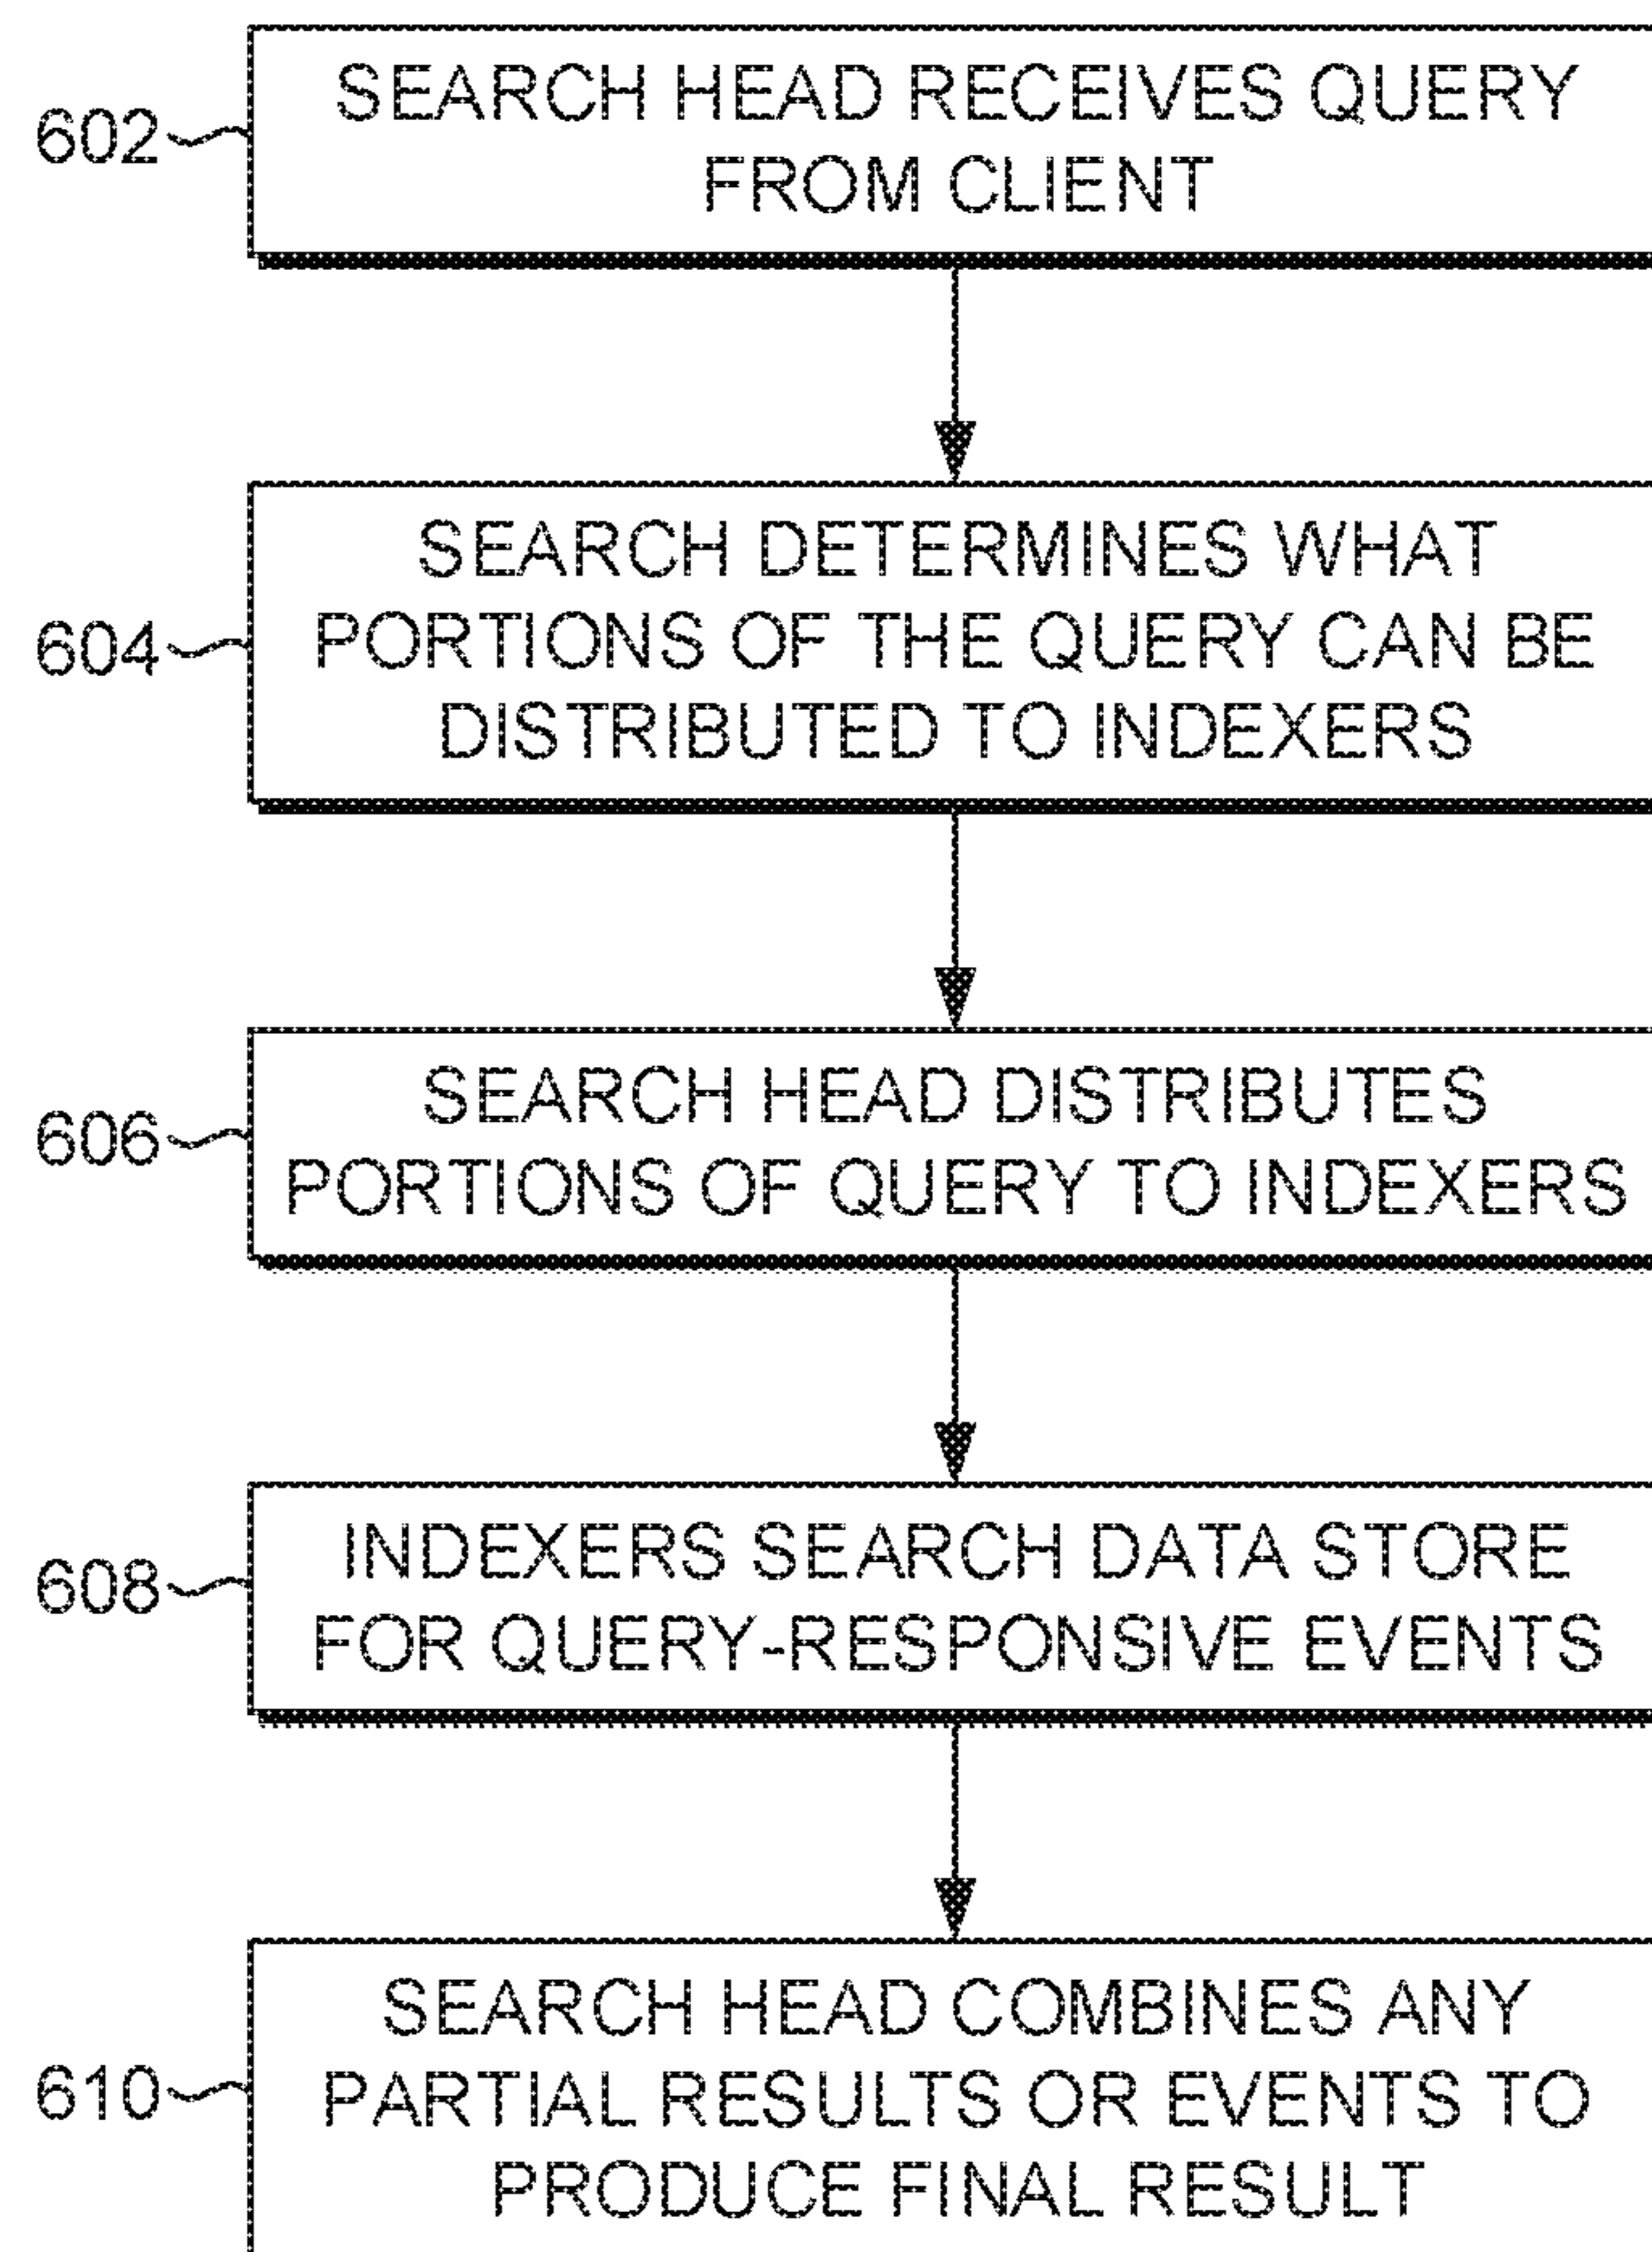 602
SEARCH HEAD RECEIVES QUERY
FROM CLIENT
604
SEARCH DETERMINES WHAT
PORTIONS OF THE QUERY CAN BE
DISTRIBUTED TO INDEXERS
606
SEARCH HEAD DISTRIBUTES
PORTIONS OF QUERY TO INDEXERS
608
INDEXERS SEARCH DATA STORE
FOR QUERY-RESPONSIVE EVENTS
610
SEARCH HEAD COMBINES ANY
PARTIAL RESULTS OR EVENTS TO
PRODUCE FINAL RESULT